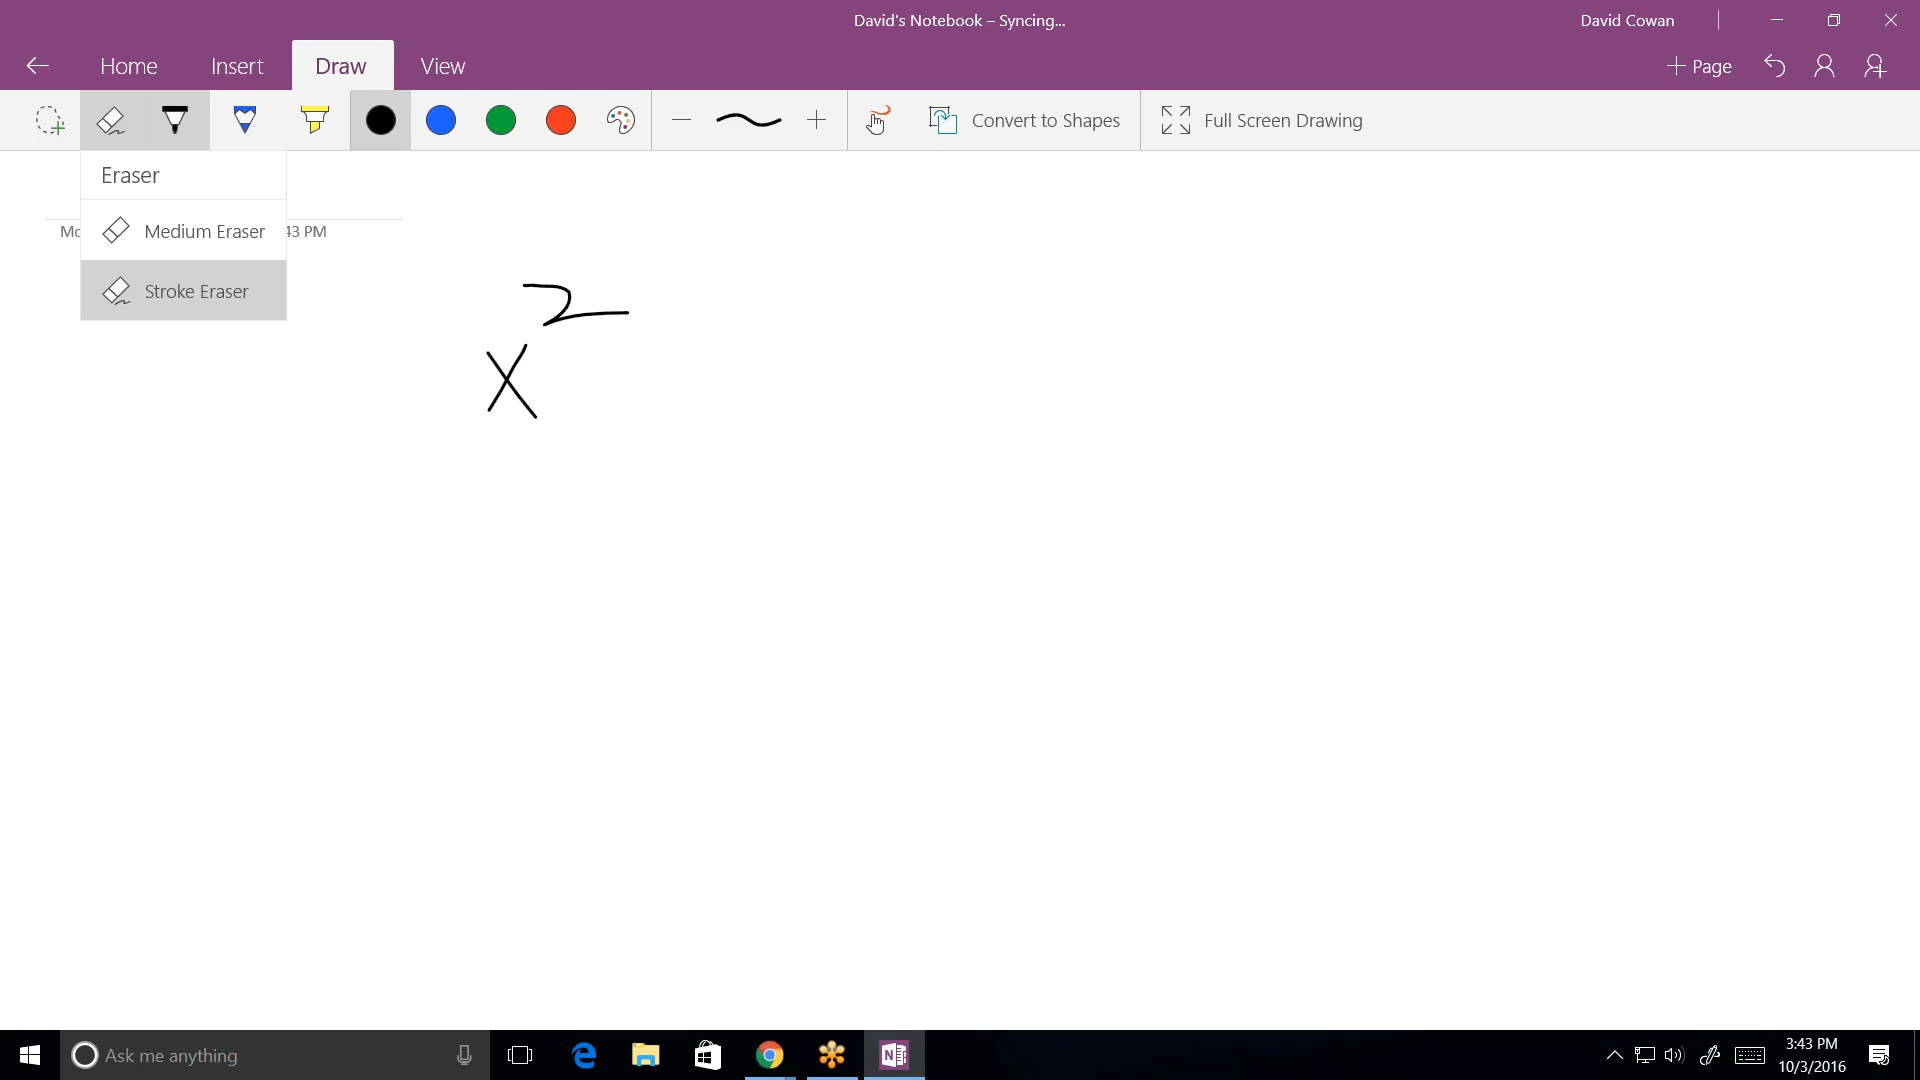 David's Notebook – Syncing...
David Cowan
Home Insert Draw View
Page
Convert to Shapes
Full Screen Drawing
Eraser
Mo 43 PM
Medium Eraser
Stroke Eraser
x²
Ask me anything
3:43 PM
10/3/2016